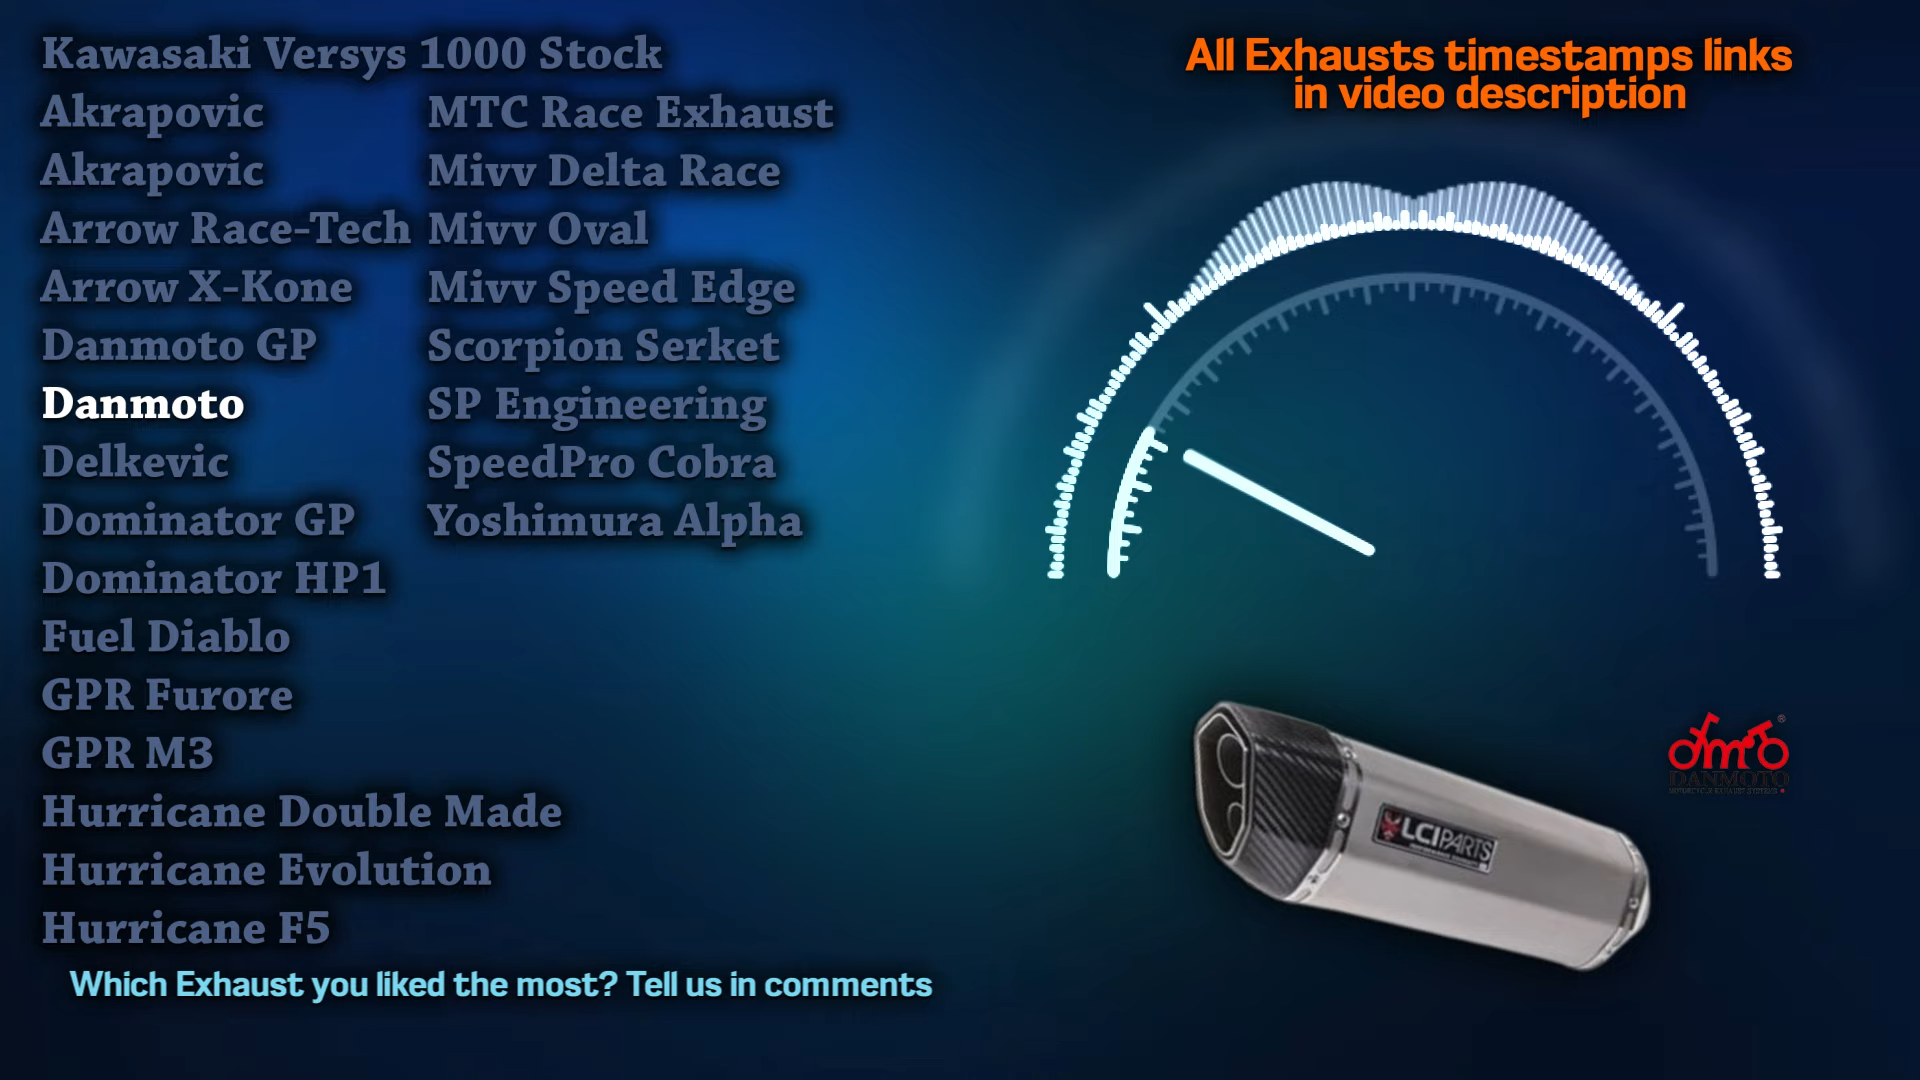 Kawasaki Versys 1000 Stock
Akrapovic
Akrapovic
Arrow Race-Tech
Arrow X-Kone
Danmoto GP
Danmoto
Delkevic
Dominator GP
Dominator HP1
Fuel Diablo
GPR Furore
GPR M3
Hurricane Double Made
Hurricane Evolution
Hurricane F5
MTC Race Exhaust
Mivv Delta Race
Mivv Oval
Mivv Speed Edge
Scorpion Serket
SP Engineering
SpeedPro Cobra
Yoshimura Alpha
Which Exhaust you liked the most? Tell us in comments
All Exhausts timestamps links
in video description
LCIPARTS
®
DANMOTO
MOTORCYCLE EXHAUST SYSTEMS